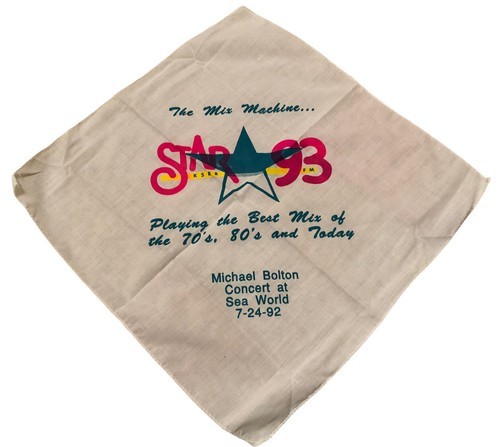 The Mix Machine...
STAR 93
KSRR FM
Playing the Best Mix of
the 70's, 80's and Today
Michael Bolton
Concert at
Sea World
7-24-92